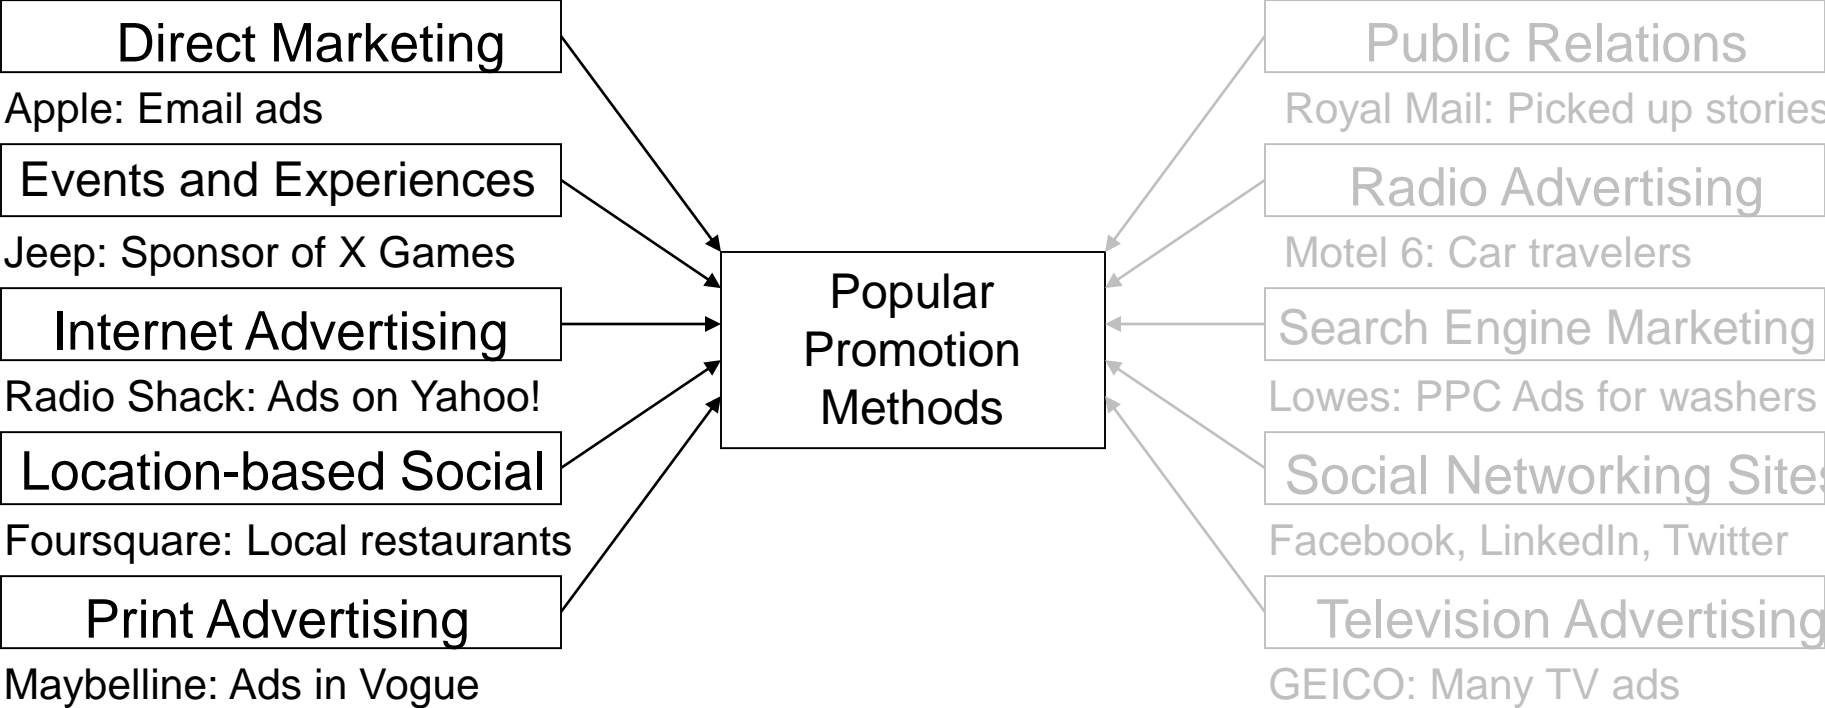 Direct Marketing
Apple: Email ads
Events and Experiences
Jeep: Sponsor of X Games
Internet Advertising
Radio Shack: Ads on Yahoo!
Location-based Social
Foursquare: Local restaurants
Print Advertising
Maybelline: Ads in Vogue
Popular
Promotion
Methods
Public Relations
Royal Mail: Picked up stories
Radio Advertising
Motel 6: Car travelers
Search Engine Marketing
Lowes: PPC Ads for washers
Social Networking Sites
Facebook, LinkedIn, Twitter
Television Advertising
GEICO: Many TV ads